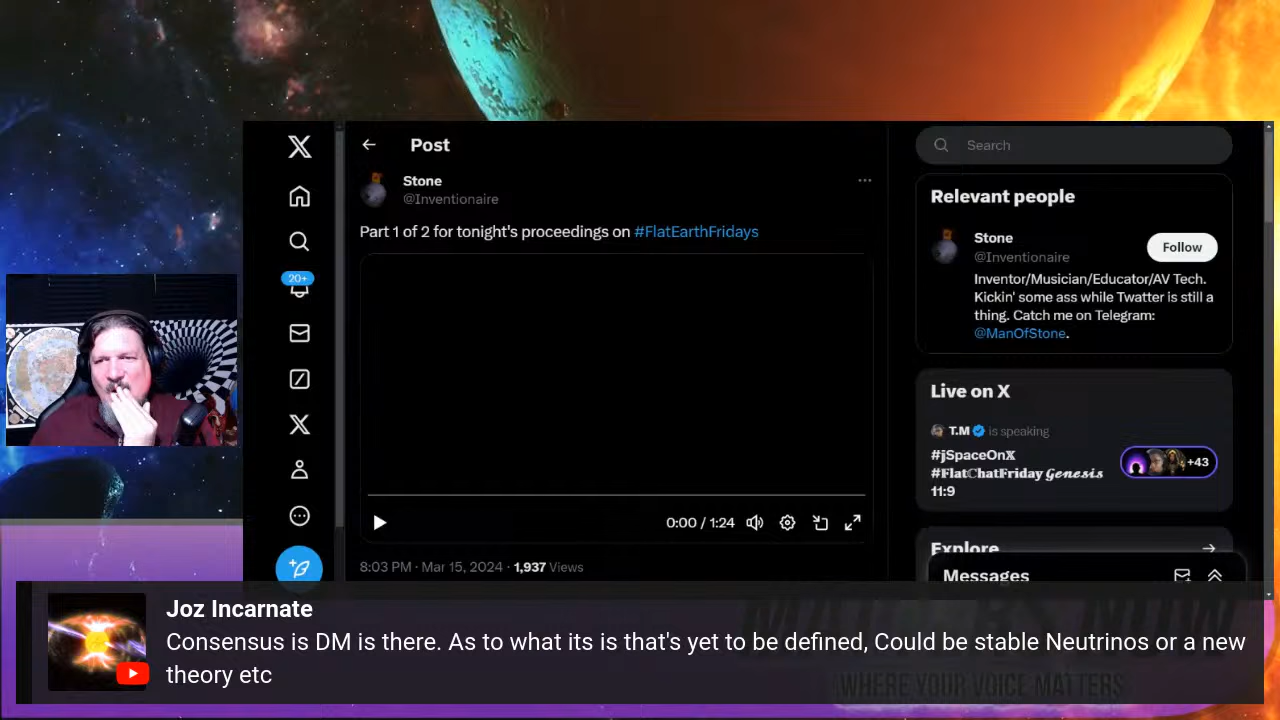 Post
Search
Stone
@Inventionaire
Part 1 of 2 for tonight's proceedings on #FlatEarthFridays
Relevant people
Stone
@Inventionaire
Follow
Inventor/Musician/Educator/AV Tech.
Kickin' some ass while Twatter is still a
thing. Catch me on Telegram:
@ManOfStone.
20+
Live on X
T.M is speaking
#jSpaceOnX
#FlatChatFriday Genesis
11:9
+43
0:00 / 1:24
8:03 PM · Mar 15, 2024 · 1,937 Views
Explore
Messages
Joz Incarnate
Consensus is DM is there. As to what its is that's yet to be defined, Could be stable Neutrinos or a new
theory etc
WHERE YOUR VOICE MATTERS